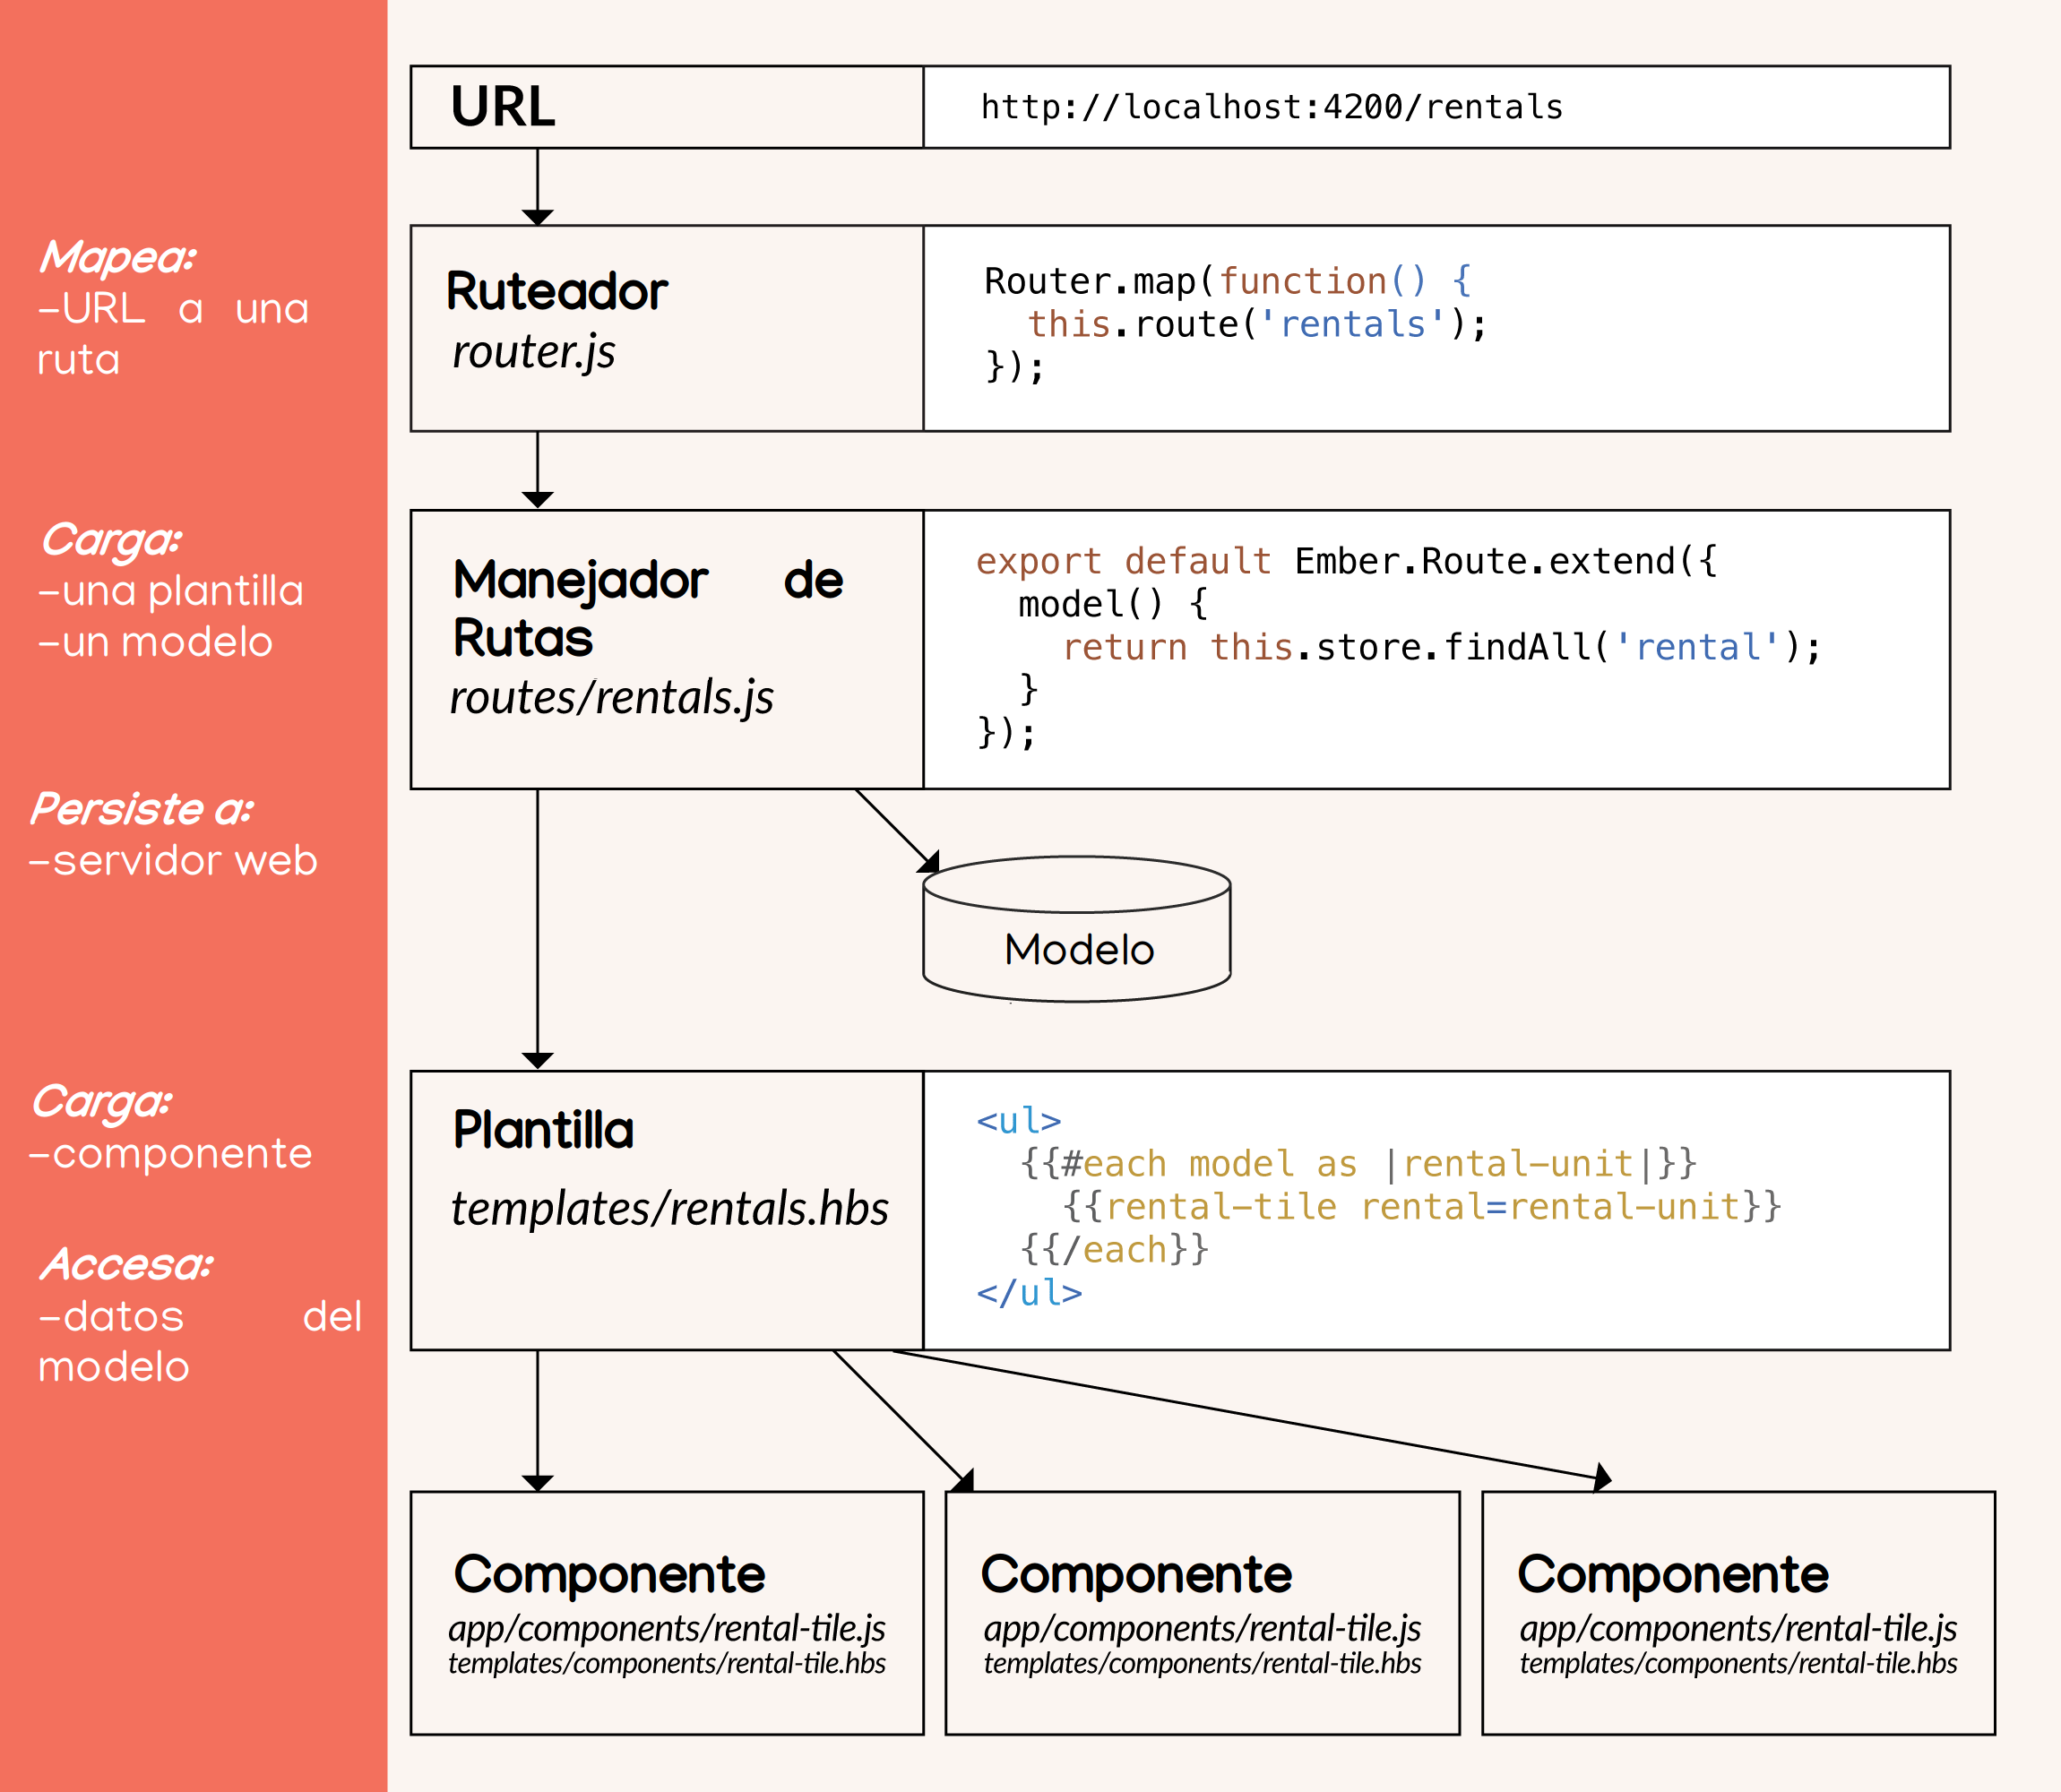 URL
http://localhost:4200/rentals
Mapea:
-URL a una
ruta
Ruteador
router.js
Router.map(function() {
  this.route('rentals');
});
Carga:
-una plantilla
-un modelo
Manejador de
Rutas
routes/rentals.js
export default Ember.Route.extend({
  model() {
    return this.store.findAll('rental');
  }
});
Persiste a:
-servidor web
Modelo
Carga:
-componente
Accesa:
-datos del
modelo
Plantilla
templates/rentals.hbs
<ul>
  {{#each model as |rental-unit|}}
    {{rental-tile rental=rental-unit}}
  {{/each}}
</ul>
Componente
app/components/rental-tile.js
templates/components/rental-tile.hbs
Componente
app/components/rental-tile.js
templates/components/rental-tile.hbs
Componente
app/components/rental-tile.js
templates/components/rental-tile.hbs